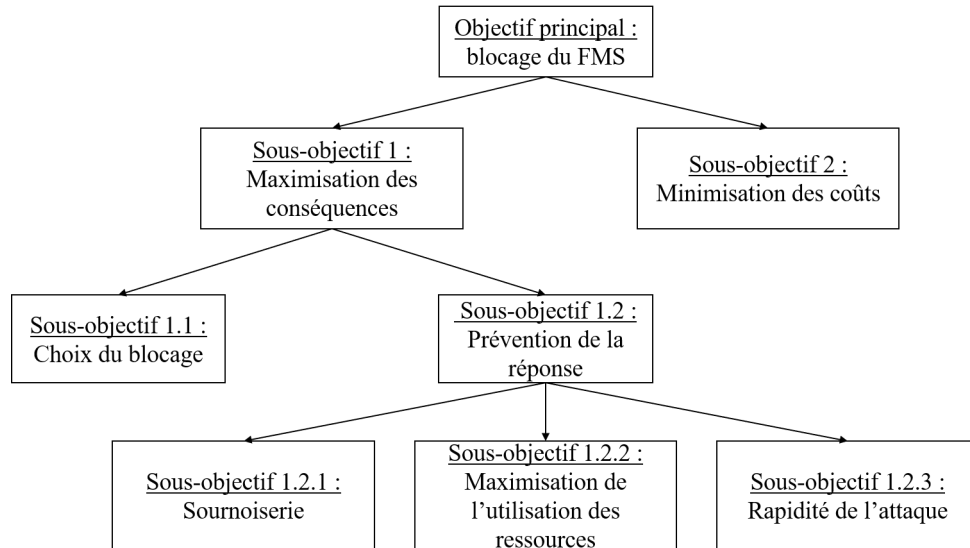 Objectif principal :
blocage du FMS
Sous-objectif 1 :
Maximisation des
conséquences
Sous-objectif 2 :
Minimisation des coûts
Sous-objectif 1.1 :
Choix du blocage
Sous-objectif 1.2 :
Prévention de la
réponse
Sous-objectif 1.2.1 :
Sournoiserie
Sous-objectif 1.2.2 :
Maximisation de
l’utilisation des
ressources
Sous-objectif 1.2.3 :
Rapidité de l’attaque